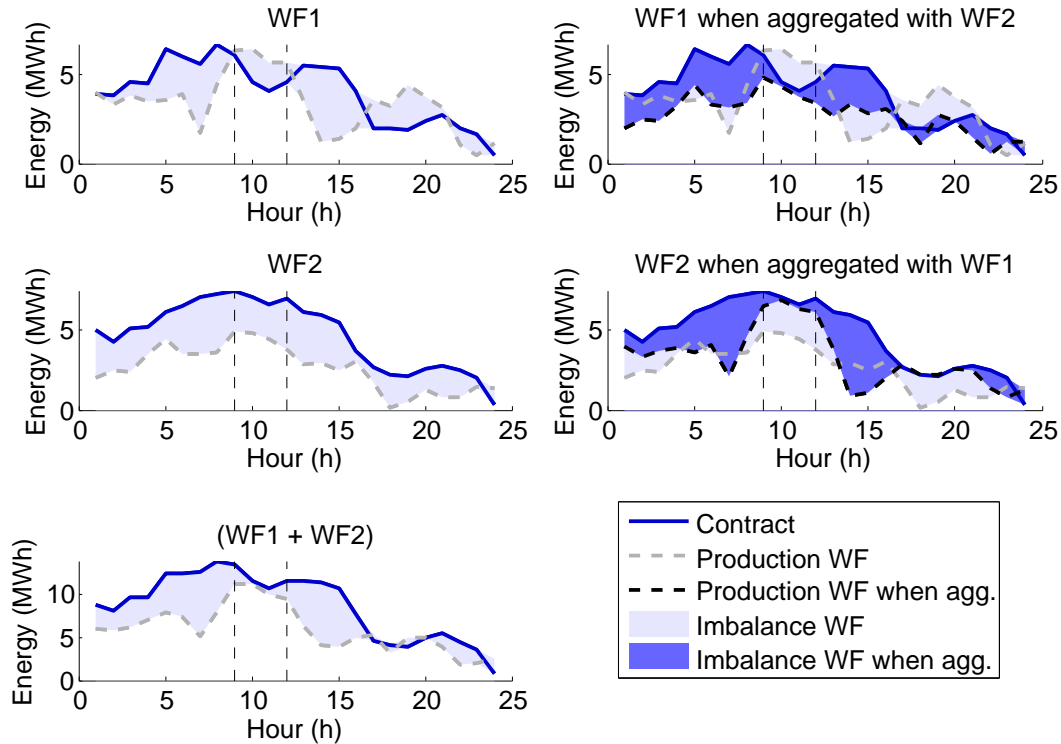 WF1
Energy (MWh)
5
0
0 5 10 15 20 25
Hour (h)
WF1 when aggregated with WF2
Energy (MWh)
5
0
0 5 10 15 20 25
Hour (h)
WF2
Energy (MWh)
5
0
0 5 10 15 20 25
Hour (h)
WF2 when aggregated with WF1
Energy (MWh)
5
0
0 5 10 15 20 25
Hour (h)
(WF1 + WF2)
Energy (MWh)
10
5
0
0 5 10 15 20 25
Hour (h)
Contract
Production WF
Production WF when agg.
Imbalance WF
Imbalance WF when agg.